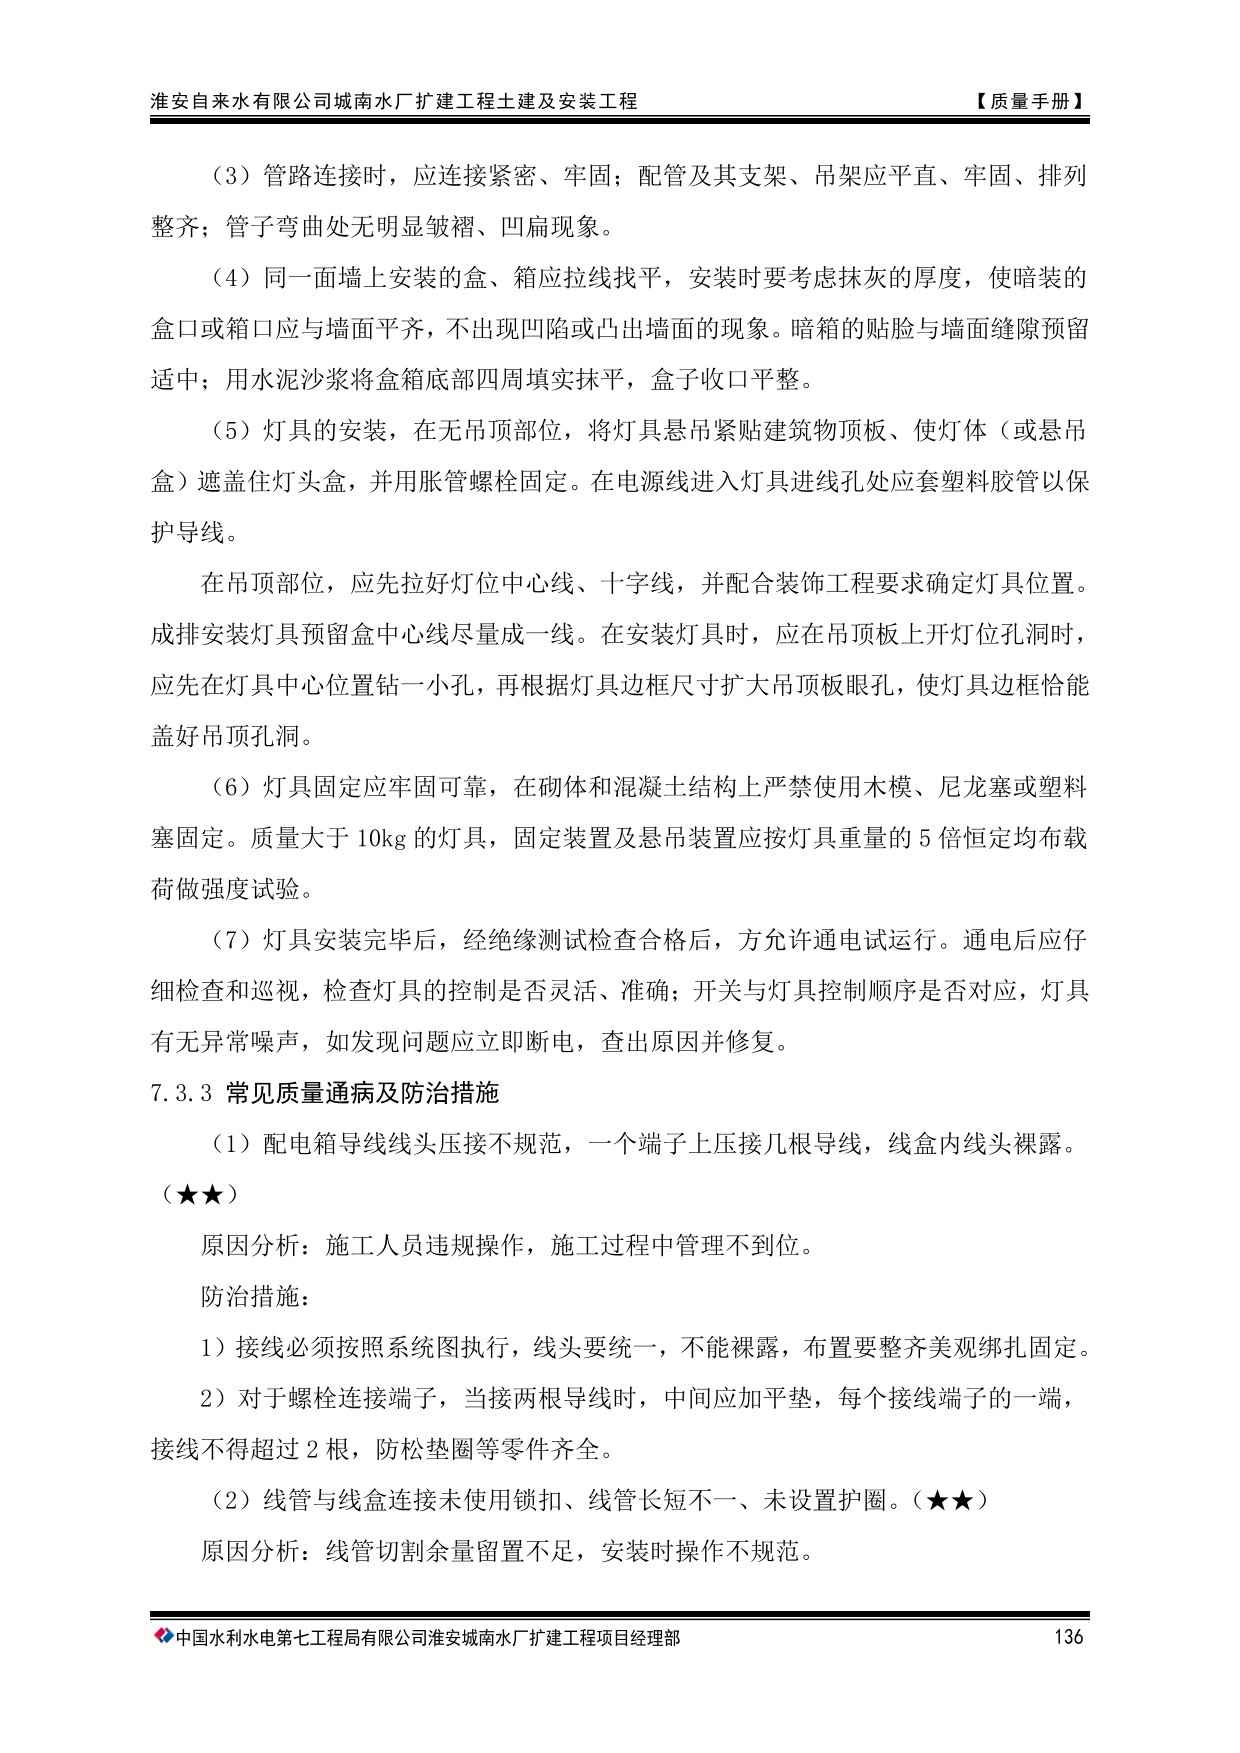 淮安自来水有限公司城南水厂扩建工程土建及安装工程 【质量手册】
（3）管路连接时，应连接紧密、牢固；配管及其支架、吊架应平直、牢固、排列
整齐；管子弯曲处无明显皱褶、凹扁现象。
（4）同一面墙上安装的盒、箱应拉线找平，安装时要考虑抹灰的厚度，使暗装的
盒口或箱口应与墙面平齐，不出现凹陷或凸出墙面的现象。暗箱的贴脸与墙面缝隙预留
适中；用水泥沙浆将盒箱底部四周填实抹平，盒子收口平整。
（5）灯具的安装，在无吊顶部位，将灯具悬吊紧贴建筑物顶板、使灯体（或悬吊
盒）遮盖住灯头盒，并用胀管螺栓固定。在电源线进入灯具进线孔处应套塑料胶管以保
护导线。
在吊顶部位，应先拉好灯位中心线、十字线，并配合装饰工程要求确定灯具位置。
成排安装灯具预留盒中心线尽量成一线。在安装灯具时，应在吊顶板上开灯位孔洞时，
应先在灯具中心位置钻一小孔，再根据灯具边框尺寸扩大吊顶板眼孔，使灯具边框恰能
盖好吊顶孔洞。
（6）灯具固定应牢固可靠，在砌体和混凝土结构上严禁使用木模、尼龙塞或塑料
塞固定。质量大于 10kg 的灯具，固定装置及悬吊装置应按灯具重量的 5 倍恒定均布载
荷做强度试验。
（7）灯具安装完毕后，经绝缘测试检查合格后，方允许通电试运行。通电后应仔
细检查和巡视，检查灯具的控制是否灵活、准确；开关与灯具控制顺序是否对应，灯具
有无异常噪声，如发现问题应立即断电，查出原因并修复。
7.3.3 常见质量通病及防治措施
（1）配电箱导线线头压接不规范，一个端子上压接几根导线，线盒内线头裸露。
（★★）
原因分析：施工人员违规操作，施工过程中管理不到位。
防治措施：
1）接线必须按照系统图执行，线头要统一，不能裸露，布置要整齐美观绑扎固定。
2）对于螺栓连接端子，当接两根导线时，中间应加平垫，每个接线端子的一端，
接线不得超过 2 根，防松垫圈等零件齐全。
（2）线管与线盒连接未使用锁扣、线管长短不一、未设置护圈。（★★）
原因分析：线管切割余量留置不足，安装时操作不规范。
中国水利水电第七工程局有限公司淮安城南水厂扩建工程项目经理部 136